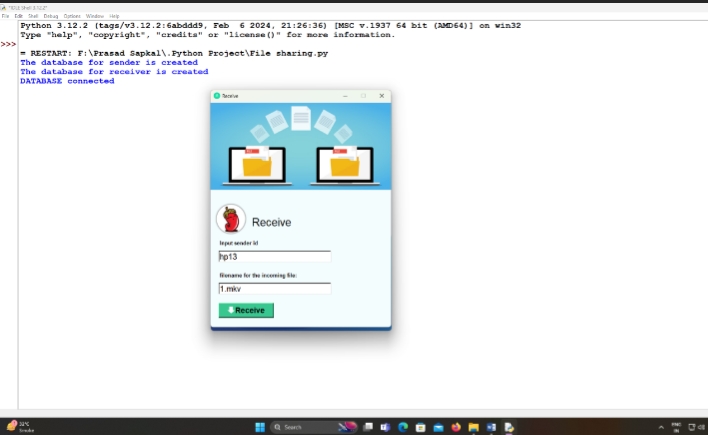 *IDLE Shell 3.12.2*
File Edit Shell Debug Options Window Help
Python 3.12.2 (tags/v3.12.2:6abddd9, Feb  6 2024, 21:26:36) [MSC v.1937 64 bit (AMD64)] on win32
Type "help", "copyright", "credits" or "license()" for more information.
>>>
= RESTART: F:\Prasad Sapkal\.Python Project\File sharing.py
The database for sender is created
The database for receiver is created
DATABASE connected
Receive
Receive
Input sender id
hp13
filename for the incoming file:
1.mkv
Receive
32°C
Smoke
Search
ENG
IN